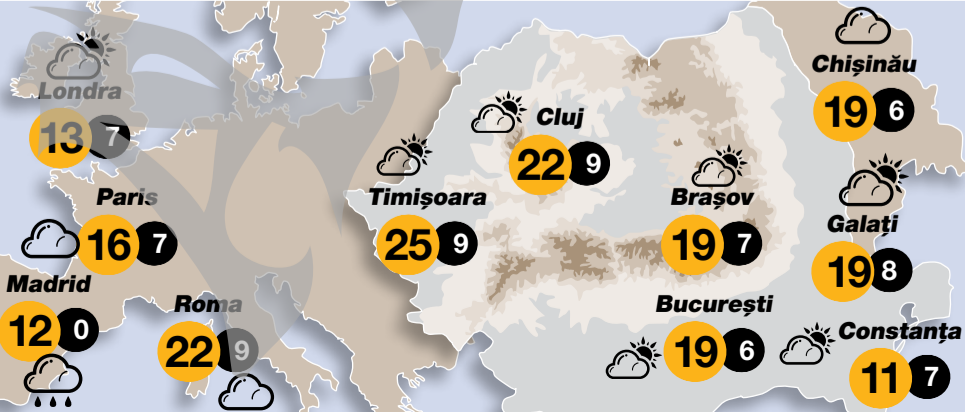 Londra
13 7
Paris
16 7
Madrid
12 0
Roma
22 9
Timișoara
25 9
Cluj
22 9
Brașov
19 7
București
19 6
Chișinău
19 6
Galați
19 8
Constanța
11 7